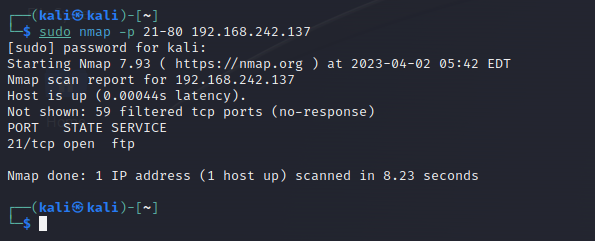 ┌──(kali㉿kali)-[~]
└─$ sudo nmap -p 21-80 192.168.242.137
[sudo] password for kali:
Starting Nmap 7.93 ( https://nmap.org ) at 2023-04-02 05:42 EDT
Nmap scan report for 192.168.242.137
Host is up (0.00044s latency).
Not shown: 59 filtered tcp ports (no-response)
PORT   STATE SERVICE
21/tcp open  ftp
Nmap done: 1 IP address (1 host up) scanned in 8.23 seconds
┌──(kali㉿kali)-[~]
└─$